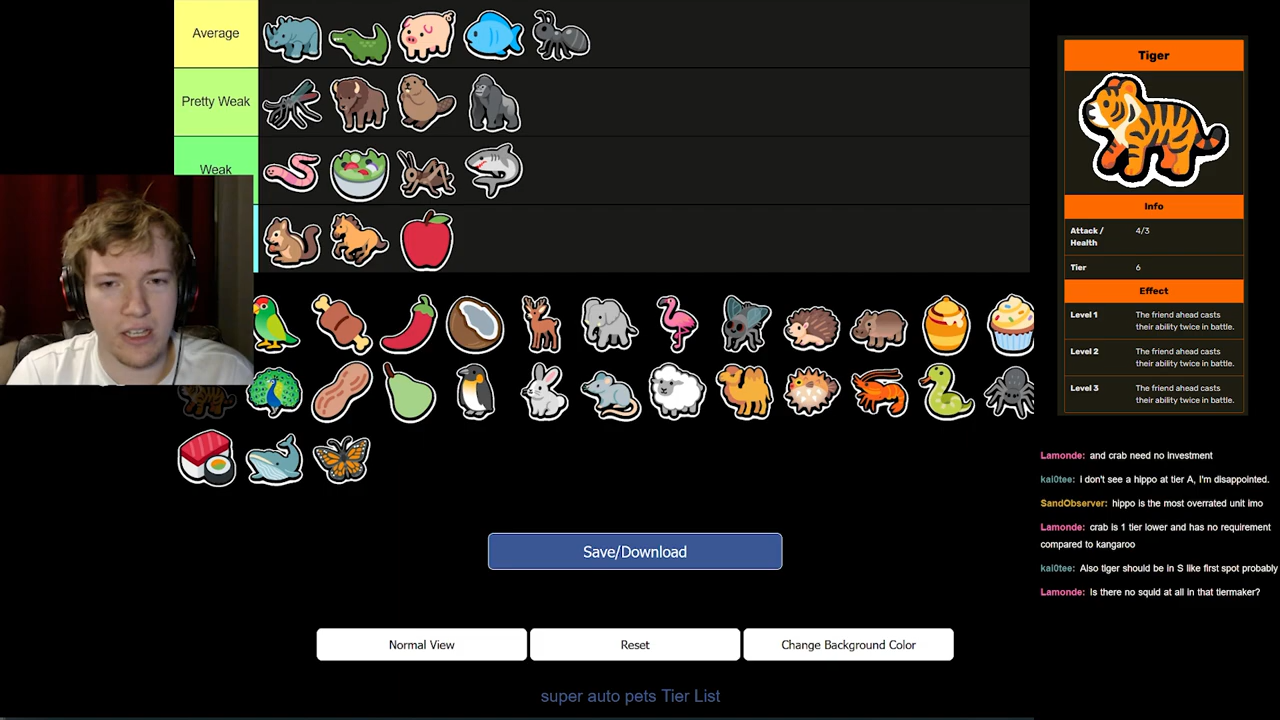 Average
Pretty Weak
Weak
Tiger
Info
Attack / 4/3
Health
Tier 6
Effect
Level 1 The friend ahead casts
their ability twice in battle.
Level 2 The friend ahead casts
their ability twice in battle.
Level 3 The friend ahead casts
their ability twice in battle.
Lamonde: and crab need no investment
kai0tee: i don't see a hippo at tier A, I'm disappointed.
SandObserver: hippo is the most overrated unit imo
Lamonde: crab is 1 tier lower and has no requirement
compared to kangaroo
kai0tee: Also tiger should be in S like first spot probably
Lamonde: Is there no squid at all in that tiermaker?
Save/Download
Normal View
Reset
Change Background Color
super auto pets Tier List